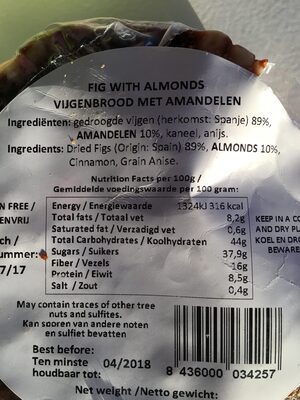 FIG WITH ALMONDS
VIJGENBROOD MET AMANDELEN
Ingrediënten: gedroogde vijgen (herkomst: Spanje) 89%,
AMANDELEN 10%, kaneel, anijs.
Ingredients: Dried Figs (Origin: Spain) 89%, ALMONDS 10%,
Cinnamon, Grain Anise.
Nutrition Facts per 100g /
Gemiddelde voedingswaarde per 100 gram:
Energy / Energiewaarde 1324kJ 316 kcal
Total fats / Totaal vet 8,2g
Saturated fat / Verzadigd vet 0,6g
Total Carbohydrates / Koolhydraten 44g
Sugars / Suikers 37,9g
Fiber / Vezels 16g
Protein / Eiwit 8,5g
Salt / Zout 0,4g
N FREE /
ENVRIJ
ch /
nummer:
7/17
KEEP IN A CO
AND DRY PL
KOEL EN DRO
BEWA
May contain traces of other tree
nuts and sulfites.
Kan sporen van andere noten
en sulfiet bevatten
Best before:
Ten minste 04/2018
houdbaar tot:
8 436000 034257
Net weight /Netto gewicht: